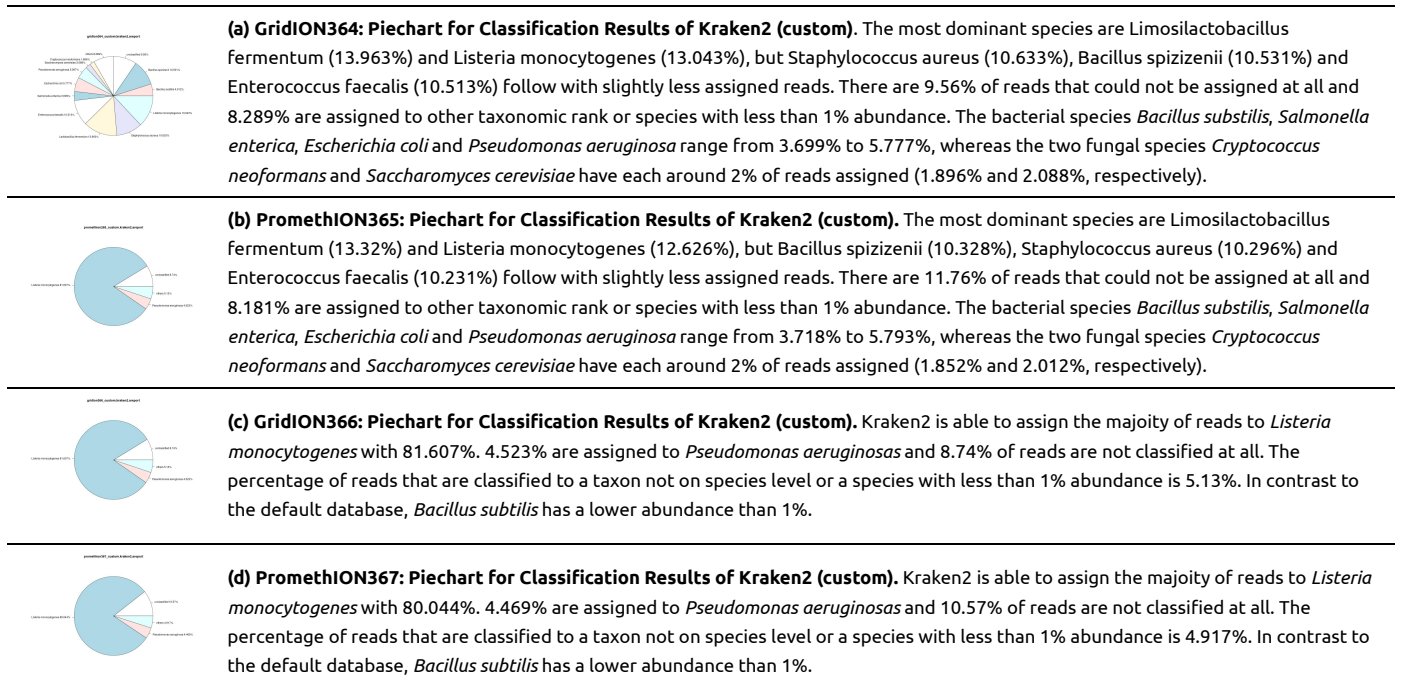 gridion364_custom.kraken2.report
(a) GridION364: Piechart for Classification Results of Kraken2 (custom). The most dominant species are Limosilactobacillus
fermentum (13.963%) and Listeria monocytogenes (13.043%), but Staphylococcus aureus (10.633%), Bacillus spizizenii (10.531%) and
Enterococcus faecalis (10.513%) follow with slightly less assigned reads. There are 9.56% of reads that could not be assigned at all and
8.289% are assigned to other taxonomic rank or species with less than 1% abundance. The bacterial species Bacillus substilis, Salmonella
enterica, Escherichia coli and Pseudomonas aeruginosa range from 3.699% to 5.777%, whereas the two fungal species Cryptococcus
neoformans and Saccharomyces cerevisiae have each around 2% of reads assigned (1.896% and 2.088%, respectively).
(b) PromethION365: Piechart for Classification Results of Kraken2 (custom). The most dominant species are Limosilactobacillus
fermentum (13.32%) and Listeria monocytogenes (12.626%), but Bacillus spizizenii (10.328%), Staphylococcus aureus (10.296%) and
Enterococcus faecalis (10.231%) follow with slightly less assigned reads. There are 11.76% of reads that could not be assigned at all and
8.181% are assigned to other taxonomic rank or species with less than 1% abundance. The bacterial species Bacillus substilis, Salmonella
enterica, Escherichia coli and Pseudomonas aeruginosa range from 3.718% to 5.793%, whereas the two fungal species Cryptococcus
neoformans and Saccharomyces cerevisiae have each around 2% of reads assigned (1.852% and 2.012%, respectively).
(c) GridION366: Piechart for Classification Results of Kraken2 (custom). Kraken2 is able to assign the majoity of reads to Listeria
monocytogenes with 81.607%. 4.523% are assigned to Pseudomonas aeruginosas and 8.74% of reads are not classified at all. The
percentage of reads that are classified to a taxon not on species level or a species with less than 1% abundance is 5.13%. In contrast to
the default database, Bacillus subtilis has a lower abundance than 1%.
(d) PromethION367: Piechart for Classification Results of Kraken2 (custom). Kraken2 is able to assign the majoity of reads to Listeria
monocytogenes with 80.044%. 4.469% are assigned to Pseudomonas aeruginosas and 10.57% of reads are not classified at all. The
percentage of reads that are classified to a taxon not on species level or a species with less than 1% abundance is 4.917%. In contrast to
the default database, Bacillus subtilis has a lower abundance than 1%.